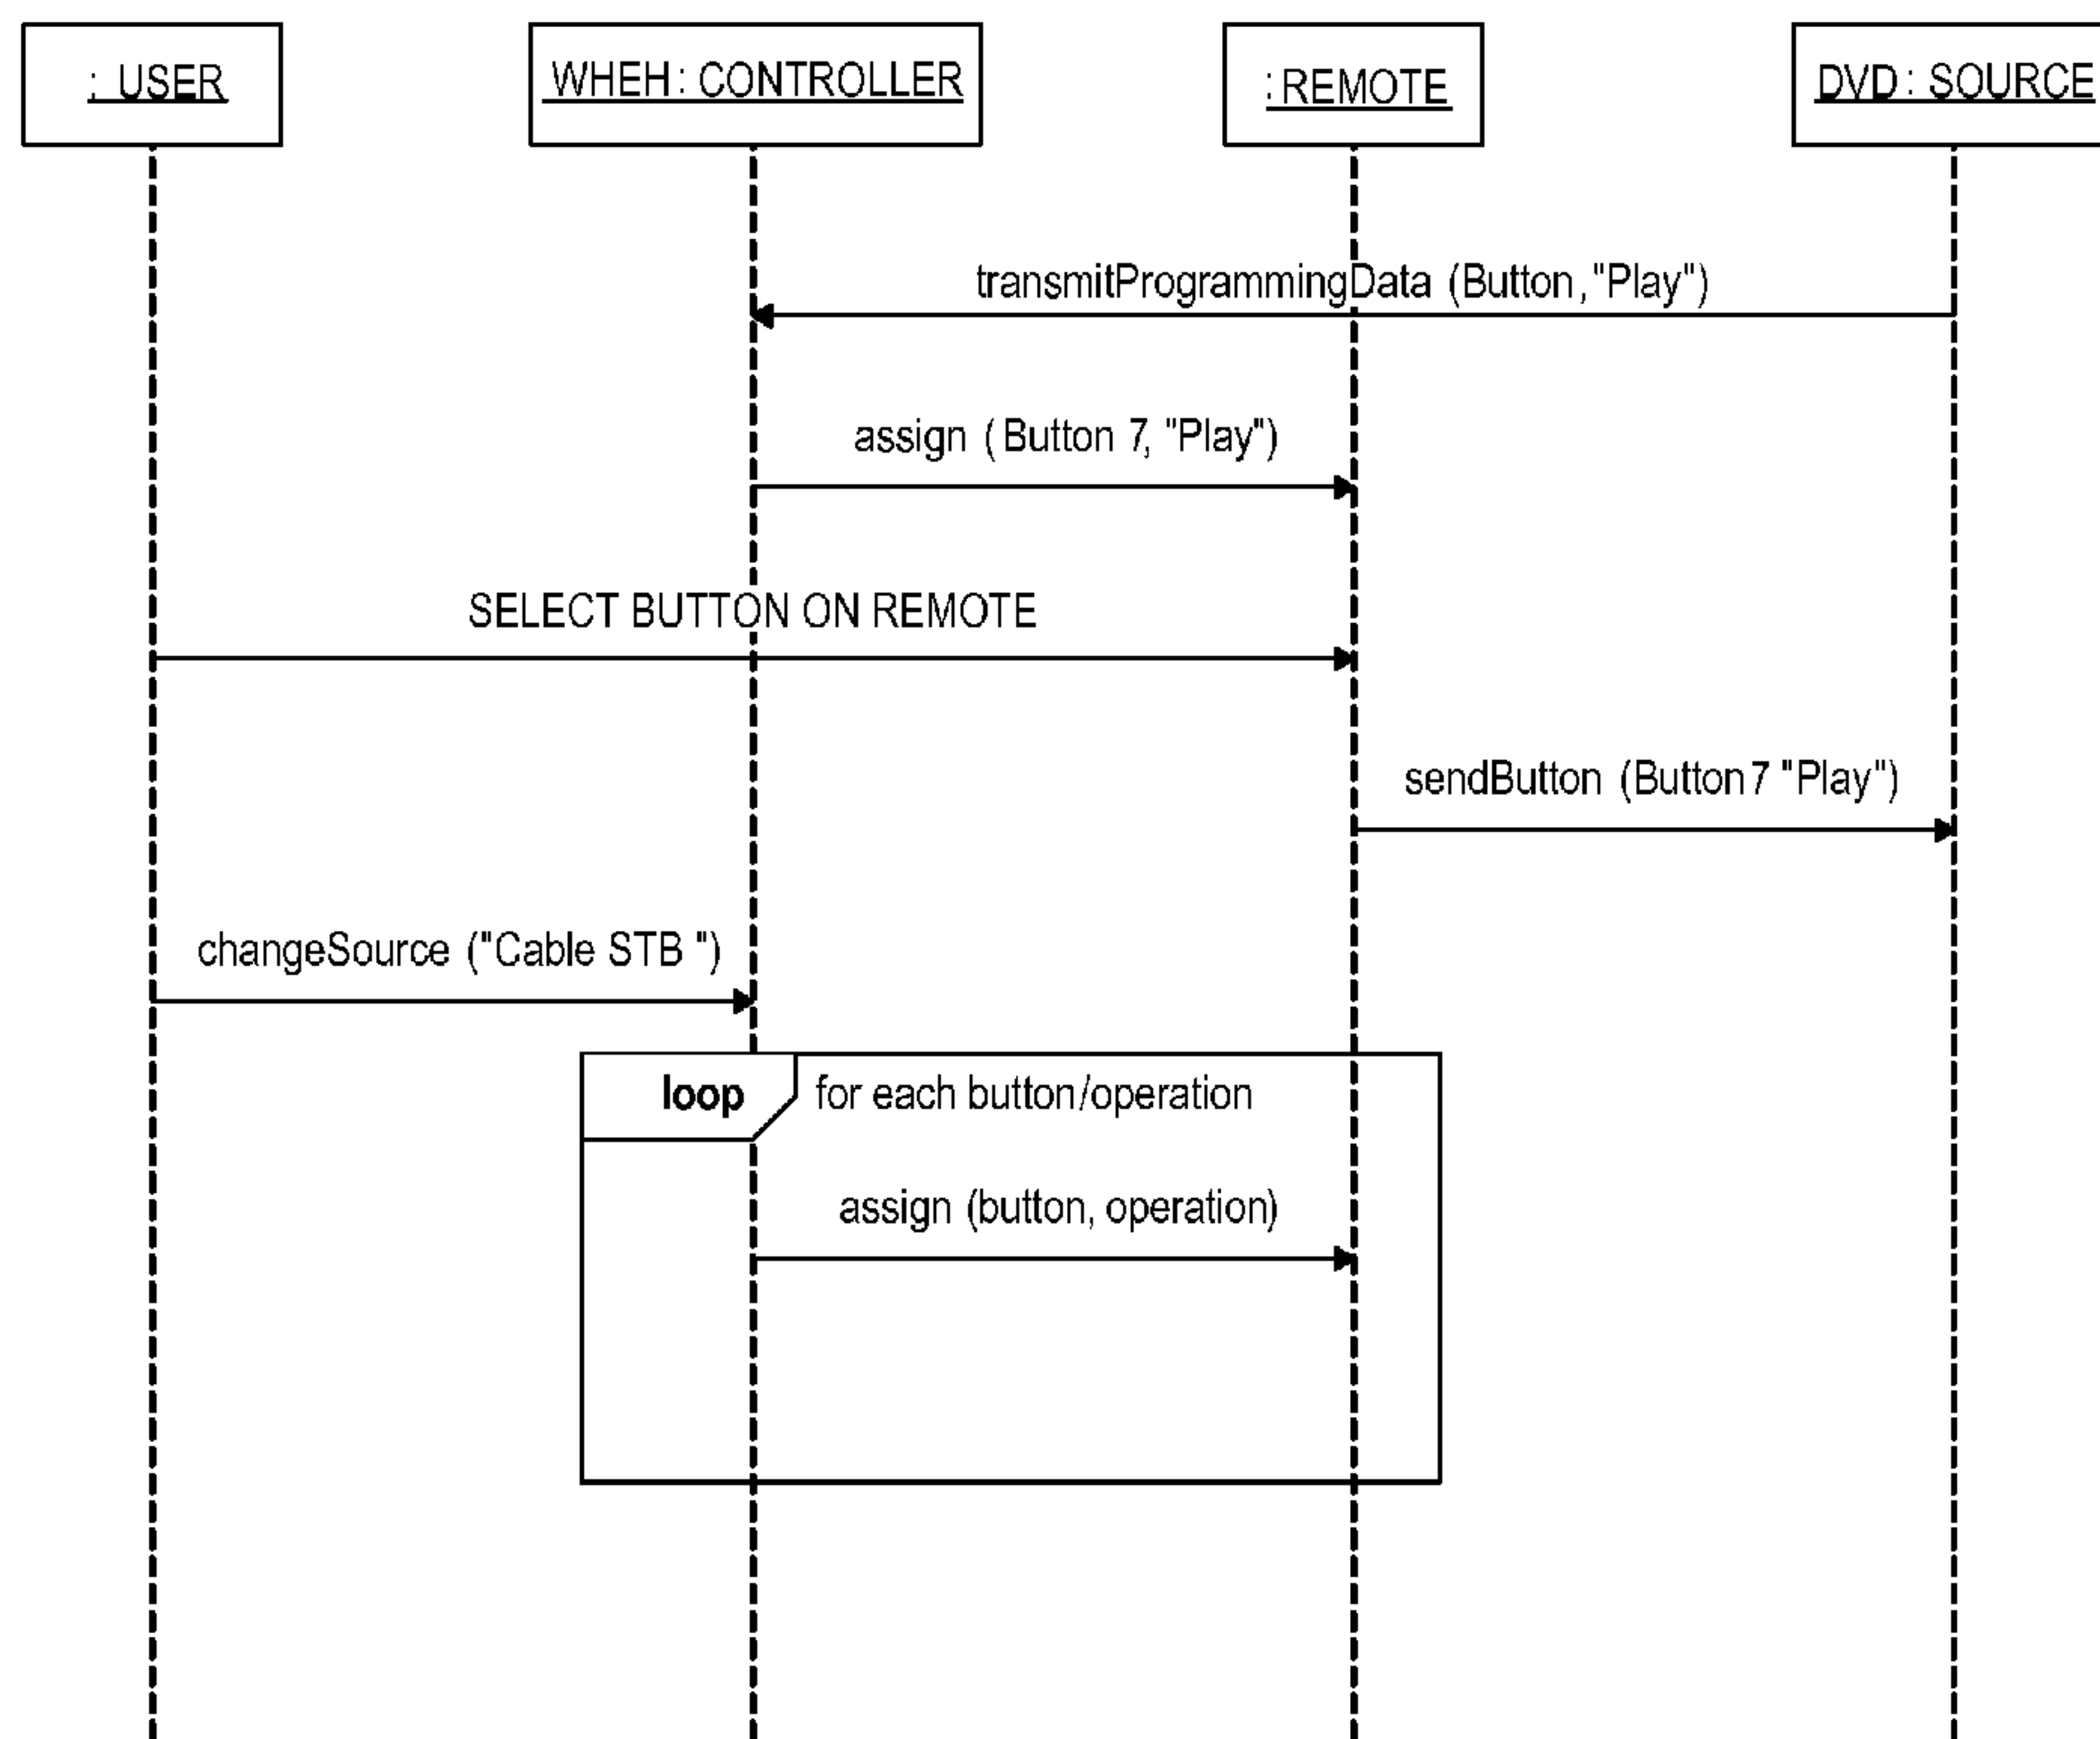 : USER
WHEH : CONTROLLER
: REMOTE
DVD : SOURCE
transmitProgrammingData (Button, "Play")
assign (Button 7, "Play")
SELECT BUTTON ON REMOTE
sendButton (Button 7 "Play")
changeSource ("Cable STB ")
loop for each button/operation
assign (button, operation)